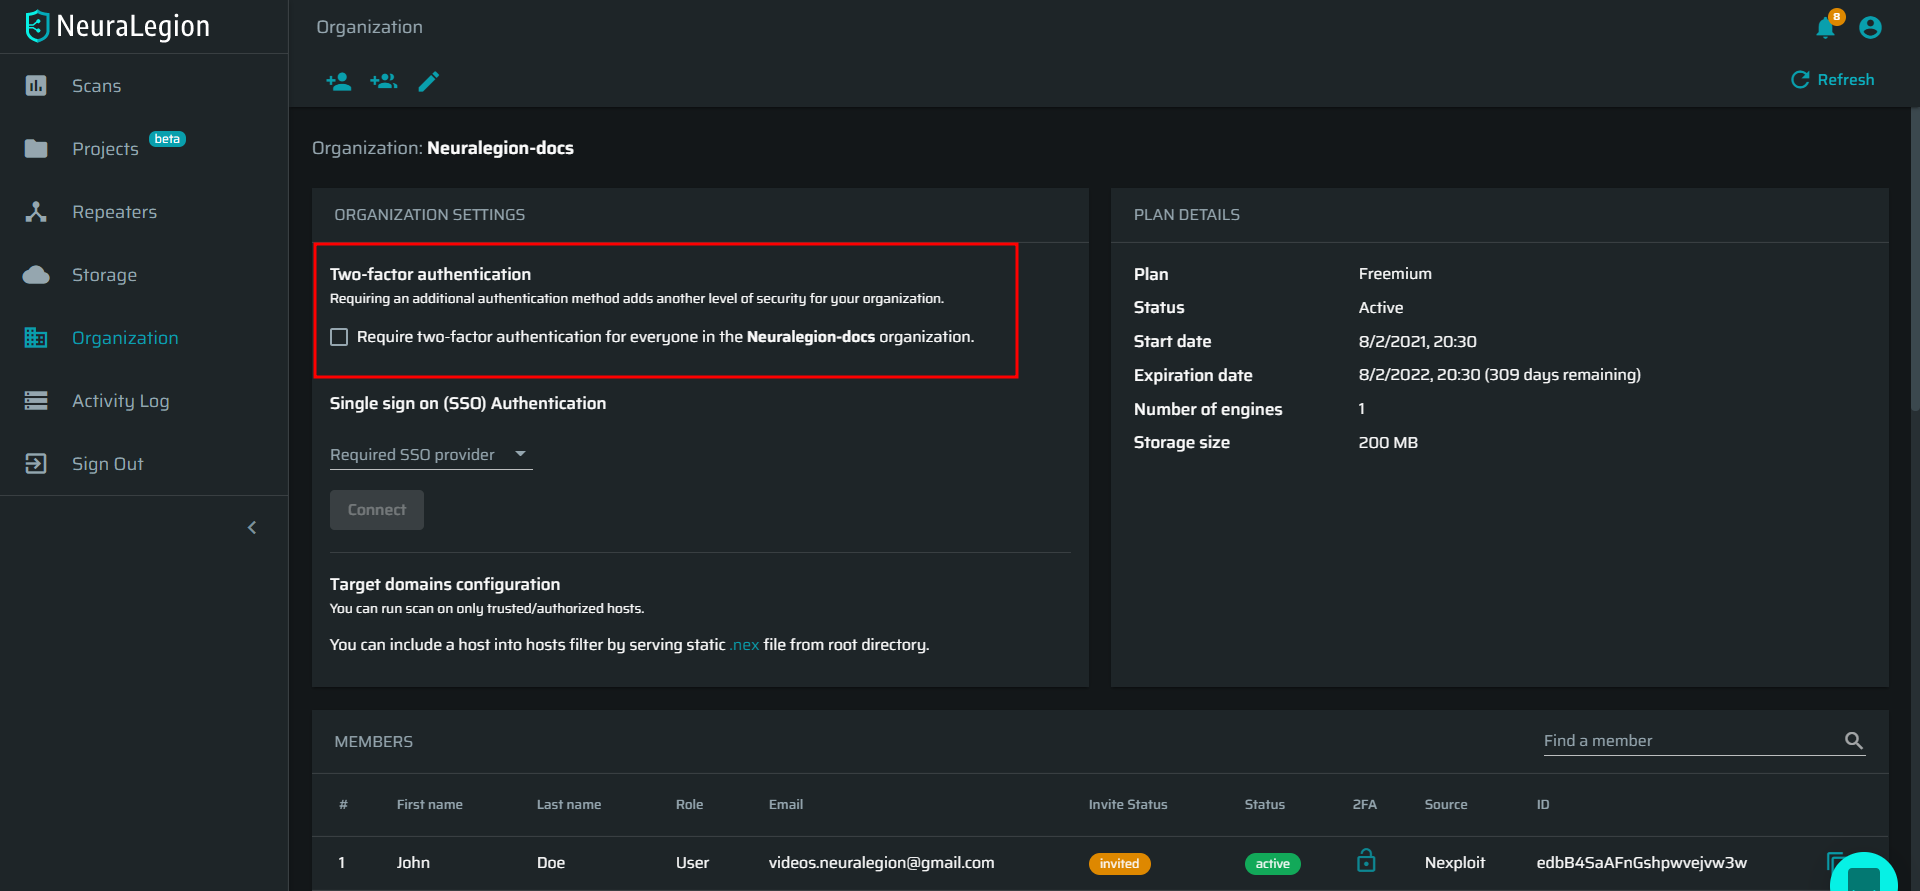 NeuraLegion
Organization
8
Scans
Projects beta
Repeaters
Storage
Organization
Activity Log
Sign Out
Refresh
Organization: Neuralegion-docs
ORGANIZATION SETTINGS
Two-factor authentication
Requiring an additional authentication method adds another level of security for your organization.
Require two-factor authentication for everyone in the Neuralegion-docs organization.
Single sign on (SSO) Authentication
Required SSO provider
Connect
Target domains configuration
You can run scan on only trusted/authorized hosts.
You can include a host into hosts filter by serving static .nex file from root directory.
PLAN DETAILS
Plan Freemium
Status Active
Start date 8/2/2021, 20:30
Expiration date 8/2/2022, 20:30 (309 days remaining)
Number of engines 1
Storage size 200 MB
MEMBERS
Find a member
# First name Last name Role Email Invite Status Status 2FA Source ID
1 John Doe User videos.neuralegion@gmail.com invited active Nexploit edbB4SaAFnGshpwvejvw3w